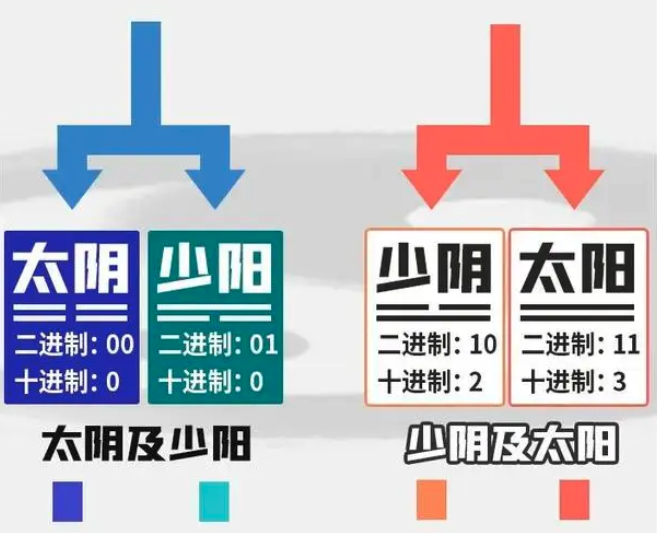 太阴
二进制：00
十进制：0
少阳
二进制：01
十进制：0
太阴及少阳
少阴
二进制：10
十进制：2
太阳
二进制：11
十进制：3
少阴及太阳